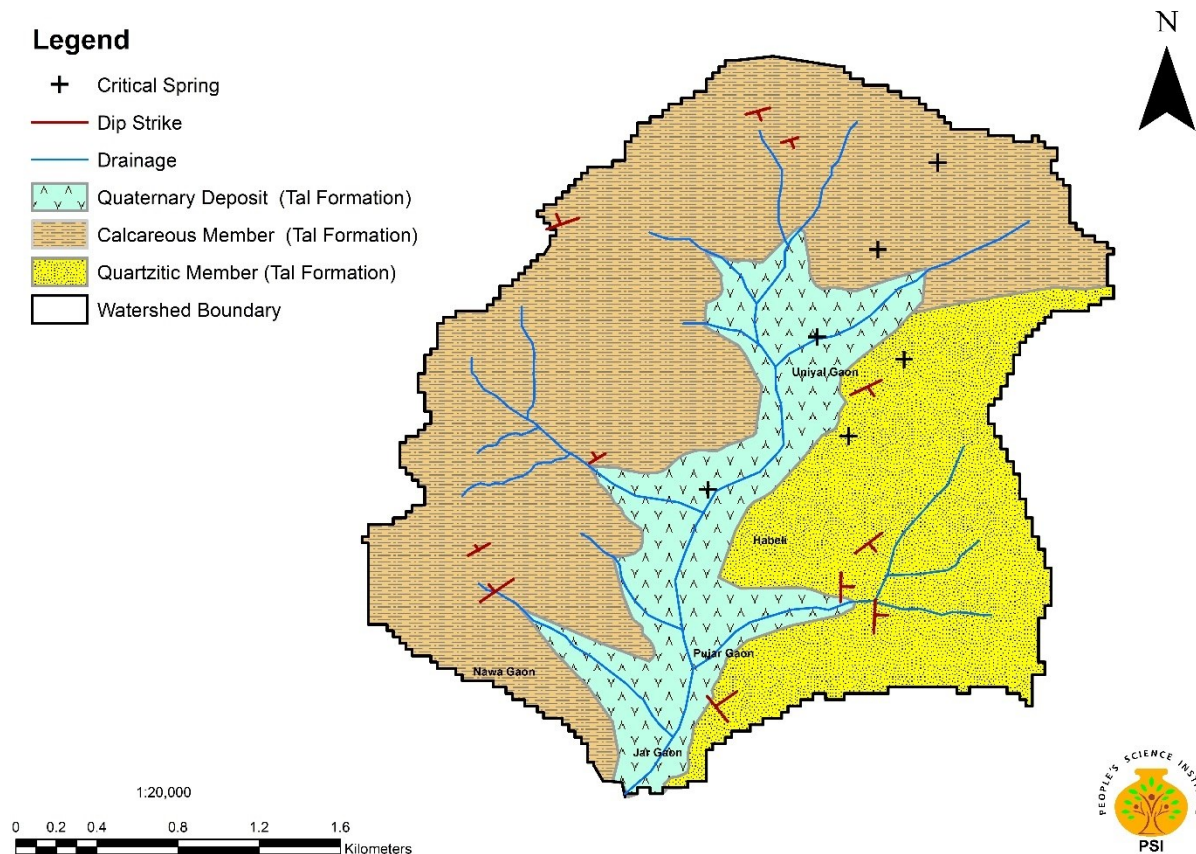 Legend
Critical Spring
Dip Strike
Drainage
Quaternary Deposit (Tal Formation)
Calcareous Member (Tal Formation)
Quartzitic Member (Tal Formation)
Watershed Boundary
N
Uniyal Gaon
Habeli
Pujar Gaon
Nawa Gaon
Jar Gaon
1:20,000
0 0.2 0.4 0.8 1.2 1.6
Kilometers
PEOPLE'S SCIENCE
PSI